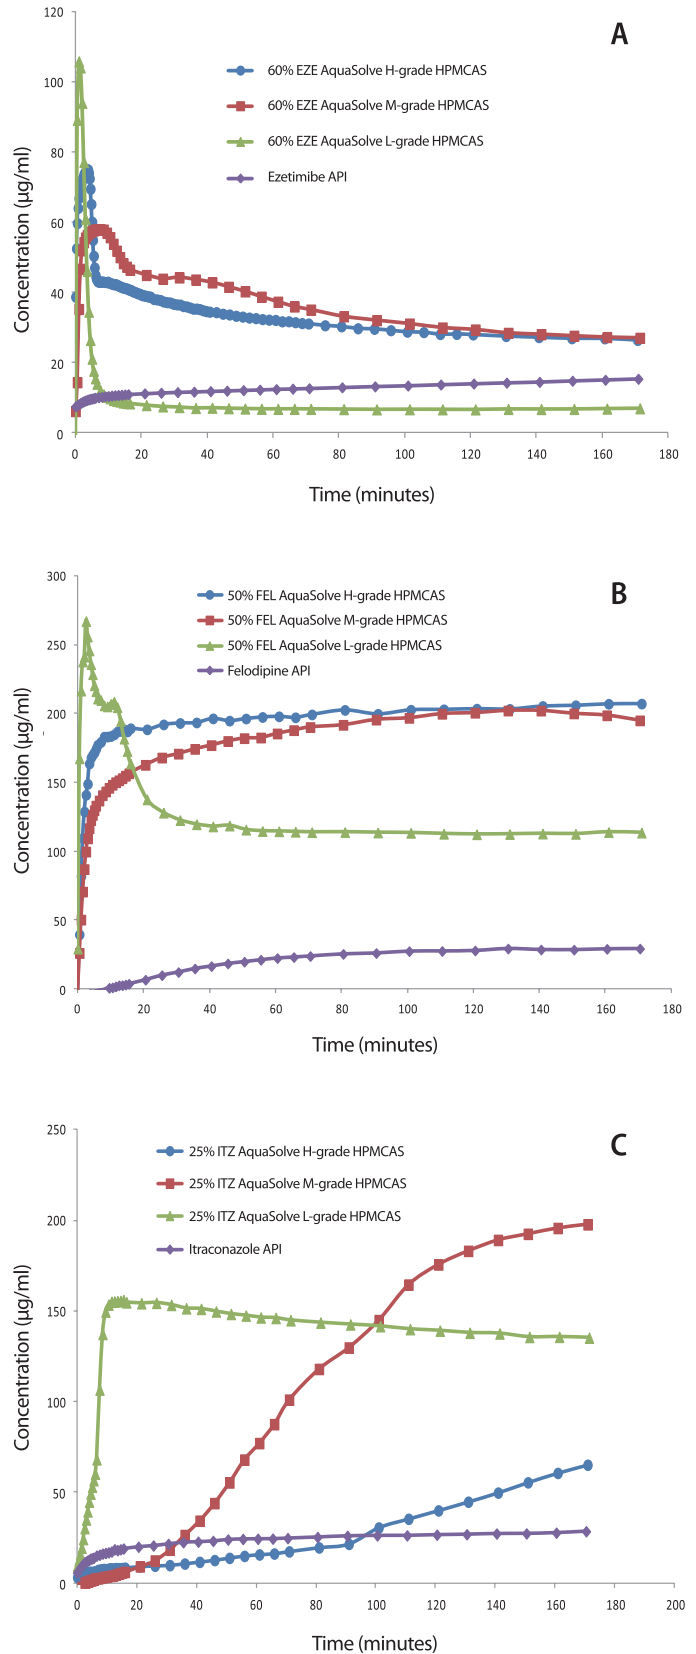 A
60% EZE AquaSolve H-grade HPMCAS
60% EZE AquaSolve M-grade HPMCAS
60% EZE AquaSolve L-grade HPMCAS
Ezetimibe API
Concentration (µg/ml)
120
100
80
60
40
20
0
0 20 40 60 80 100 120 140 160 180
Time (minutes)
B
50% FEL AquaSolve H-grade HPMCAS
50% FEL AquaSolve M-grade HPMCAS
50% FEL AquaSolve L-grade HPMCAS
Felodipine API
Concentration (µg/ml)
300
250
200
150
100
50
0
0 20 40 60 80 100 120 140 160 180
Time (minutes)
C
25% ITZ AquaSolve H-grade HPMCAS
25% ITZ AquaSolve M-grade HPMCAS
25% ITZ AquaSolve L-grade HPMCAS
Itraconazole API
Concentration (µg/ml)
250
200
150
100
50
0
0 20 40 60 80 100 120 140 160 180 200
Time (minutes)